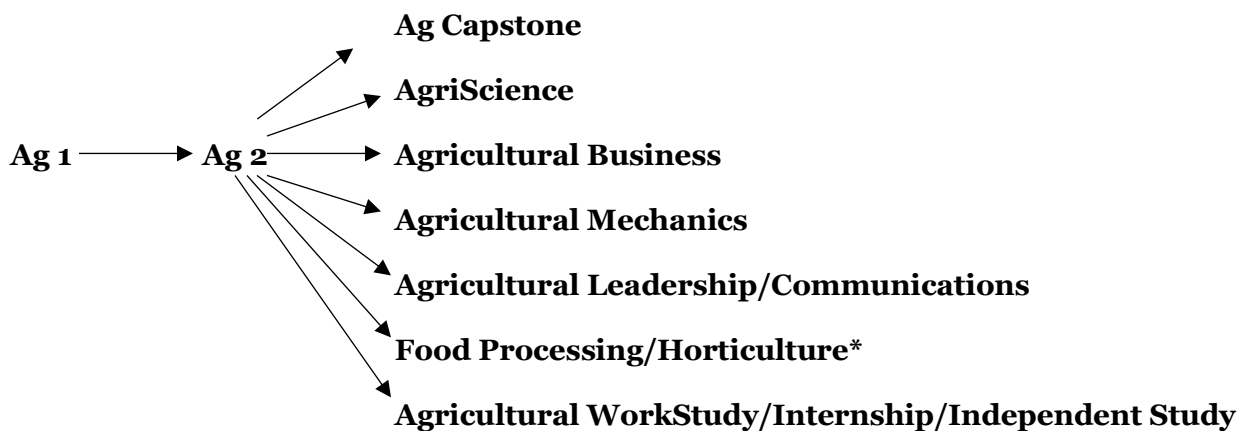 Ag Capstone
AgriScience
Ag 1 Ag 2 Agricultural Business
Agricultural Mechanics
Agricultural Leadership/Communications
Food Processing/Horticulture*
Agricultural WorkStudy/Internship/Independent Study